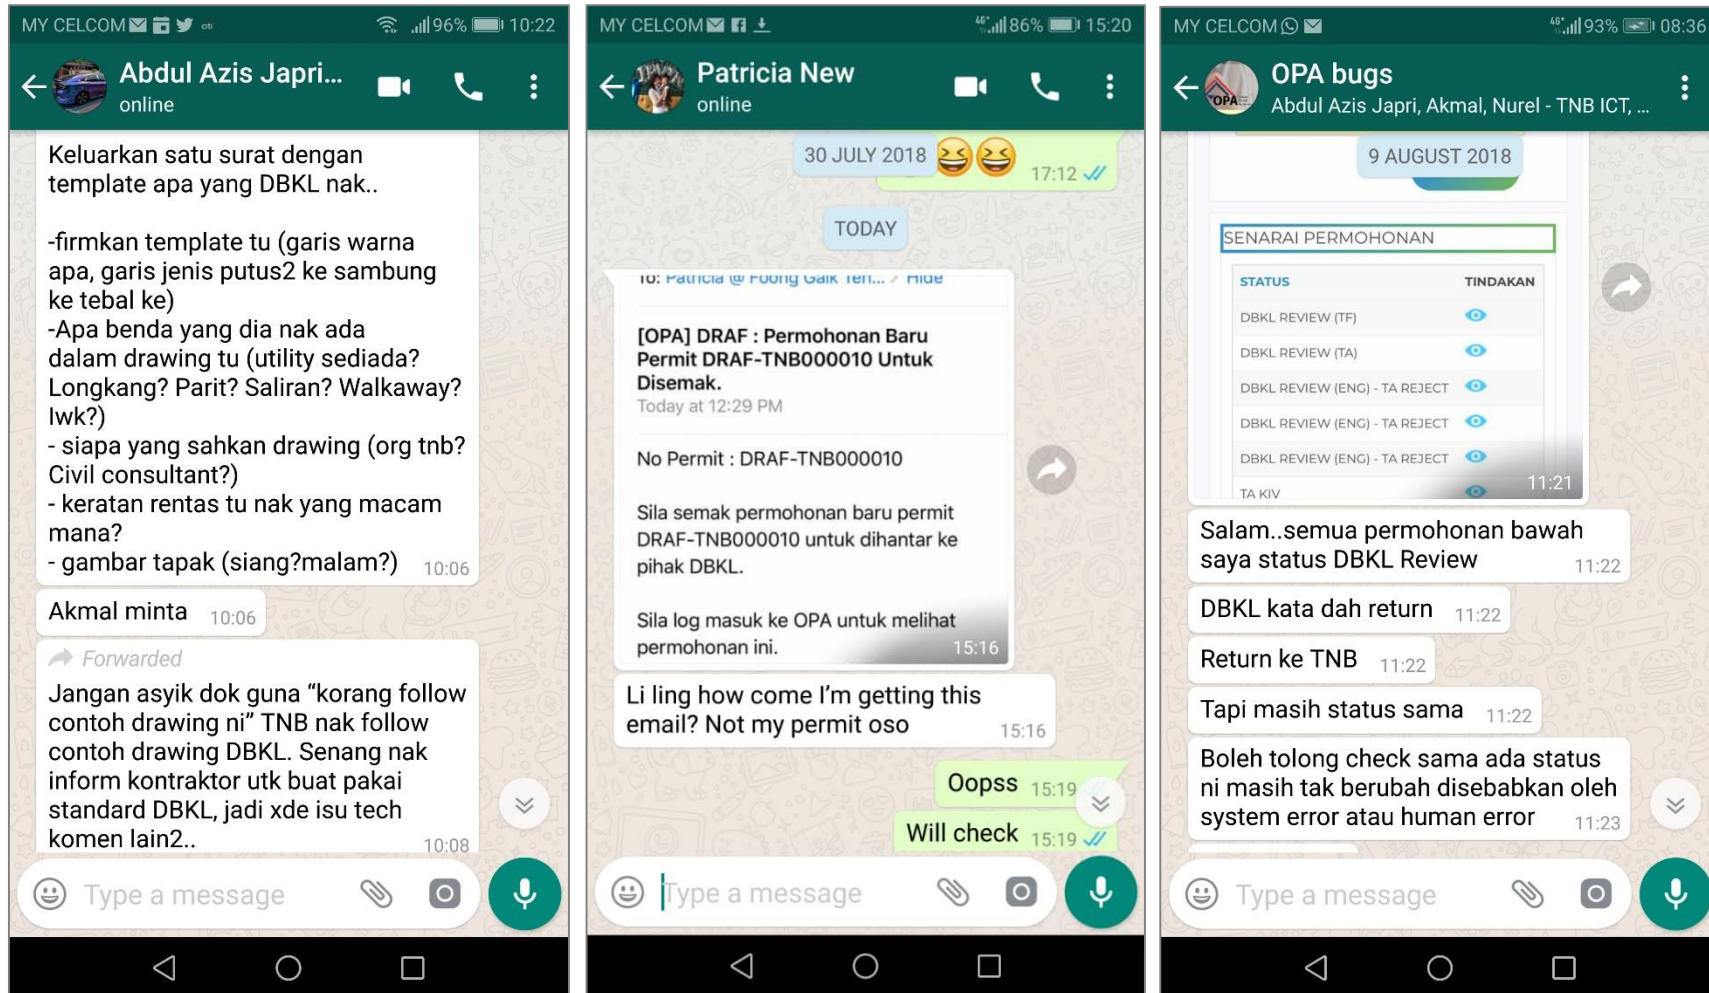 MY CELCOM
citi
96%
10:22
Abdul Azis Japri...
online
Keluarkan satu surat dengan
template apa yang DBKL nak..
-firmkan template tu (garis warna
apa, garis jenis putus2 ke sambung
ke tebal ke)
-Apa benda yang dia nak ada
dalam drawing tu (utility sediada?
Longkang? Parit? Saliran? Walkaway?
Iwk?)
- siapa yang sahkan drawing (org tnb?
Civil consultant?)
- keratan rentas tu nak yang macam
mana?
- gambar tapak (siang?malam?)
10:06
Akmal minta
10:06
Forwarded
Jangan asyik dok guna “korang follow
contoh drawing ni” TNB nak follow
contoh drawing DBKL. Senang nak
inform kontraktor utk buat pakai
standard DBKL, jadi xde isu tech
komen lain2..
10:08
Type a message
MY CELCOM
86%
15:20
Patricia New
online
30 JULY 2018
17:12
TODAY
To: Patricia @ Foong Gaik Ten... / Hide
[OPA] DRAF : Permohonan Baru
Permit DRAF-TNB000010 Untuk
Disemak.
Today at 12:29 PM
No Permit : DRAF-TNB000010
Sila semak permohonan baru permit
DRAF-TNB000010 untuk dihantar ke
pihak DBKL.
Sila log masuk ke OPA untuk melihat
permohonan ini.
15:16
Li ling how come I’m getting this
email? Not my permit oso
15:16
Oopss
15:19
Will check
15:19
Type a message
MY CELCOM
93%
08:36
OPA
OPA bugs
Abdul Azis Japri, Akmal, Nurel - TNB ICT, ...
9 AUGUST 2018
SENARAI PERMOHONAN
STATUS TINDAKAN
DBKL REVIEW (TF)
DBKL REVIEW (TA)
DBKL REVIEW (ENG) - TA REJECT
DBKL REVIEW (ENG) - TA REJECT
DBKL REVIEW (ENG) - TA REJECT
TA KIV
11:21
Salam..semua permohonan bawah
saya status DBKL Review
11:22
DBKL kata dah return
11:22
Return ke TNB
11:22
Tapi masih status sama
11:22
Boleh tolong check sama ada status
ni masih tak berubah disebabkan oleh
system error atau human error
11:23
Type a message